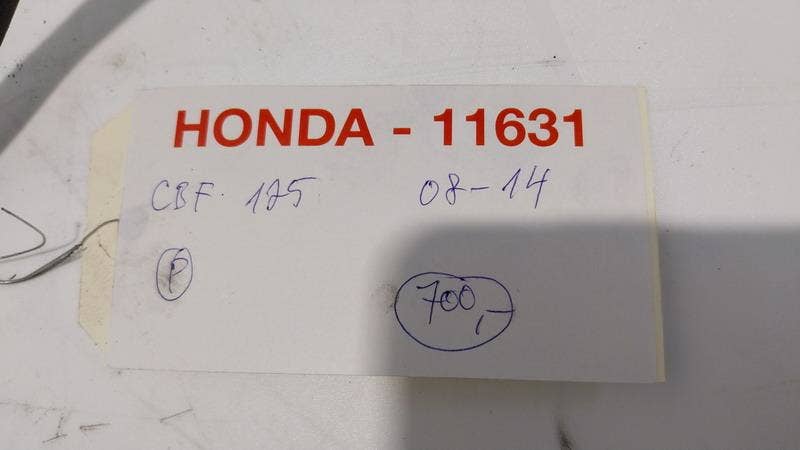 HONDA - 11631
CBF. 125 08-14
P
700,-